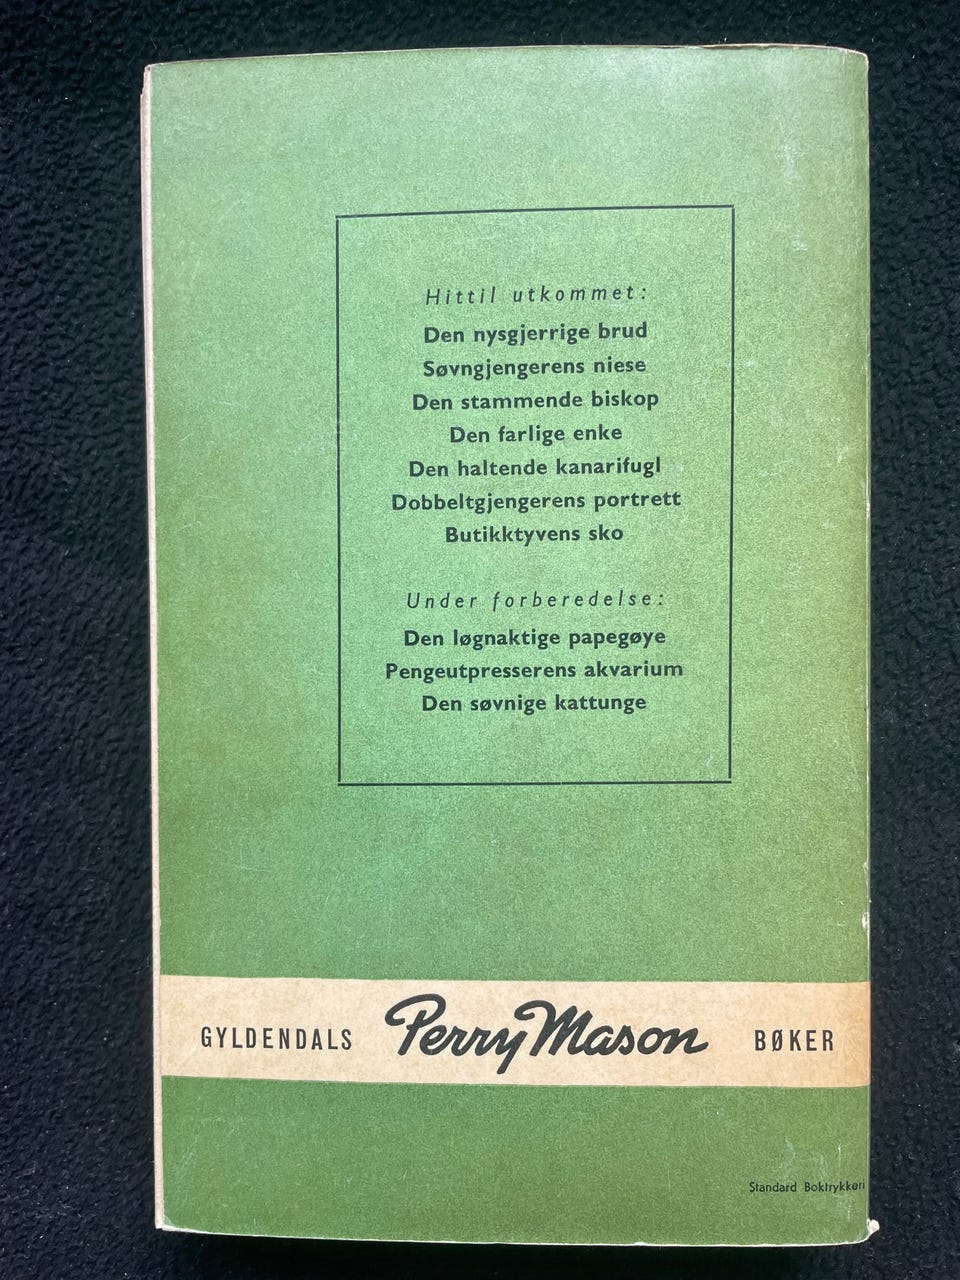 Hittil utkommet:
Den nysgjerrige brud
Søvngjengerens niese
Den stammende biskop
Den farlige enke
Den haltende kanarifugl
Dobbeltgjengerens portrett
Butikktyvens sko
Under forberedelse:
Den løgnaktige papegøye
Pengeutpresserens akvarium
Den søvnige kattunge
GYLDENDALS Perry Mason BØKER
Standard Boktrykkeri